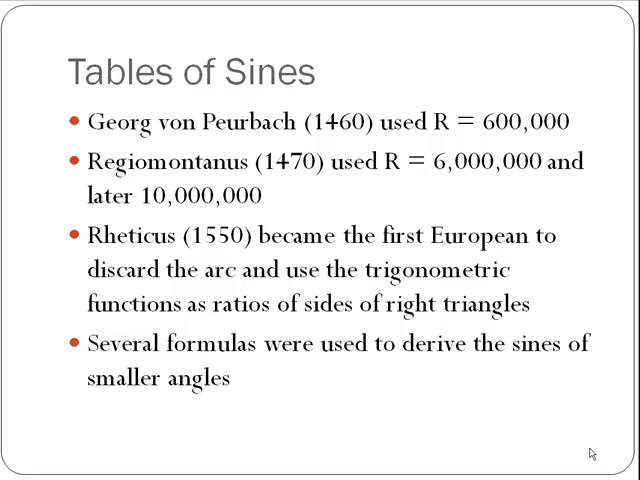 Tables of Sines
• Georg von Peurbach (1460) used R = 600,000
• Regiomontanus (1470) used R = 6,000,000 and
later 10,000,000
• Rheticus (1550) became the first European to
discard the arc and use the trigonometric
functions as ratios of sides of right triangles
• Several formulas were used to derive the sines of
smaller angles